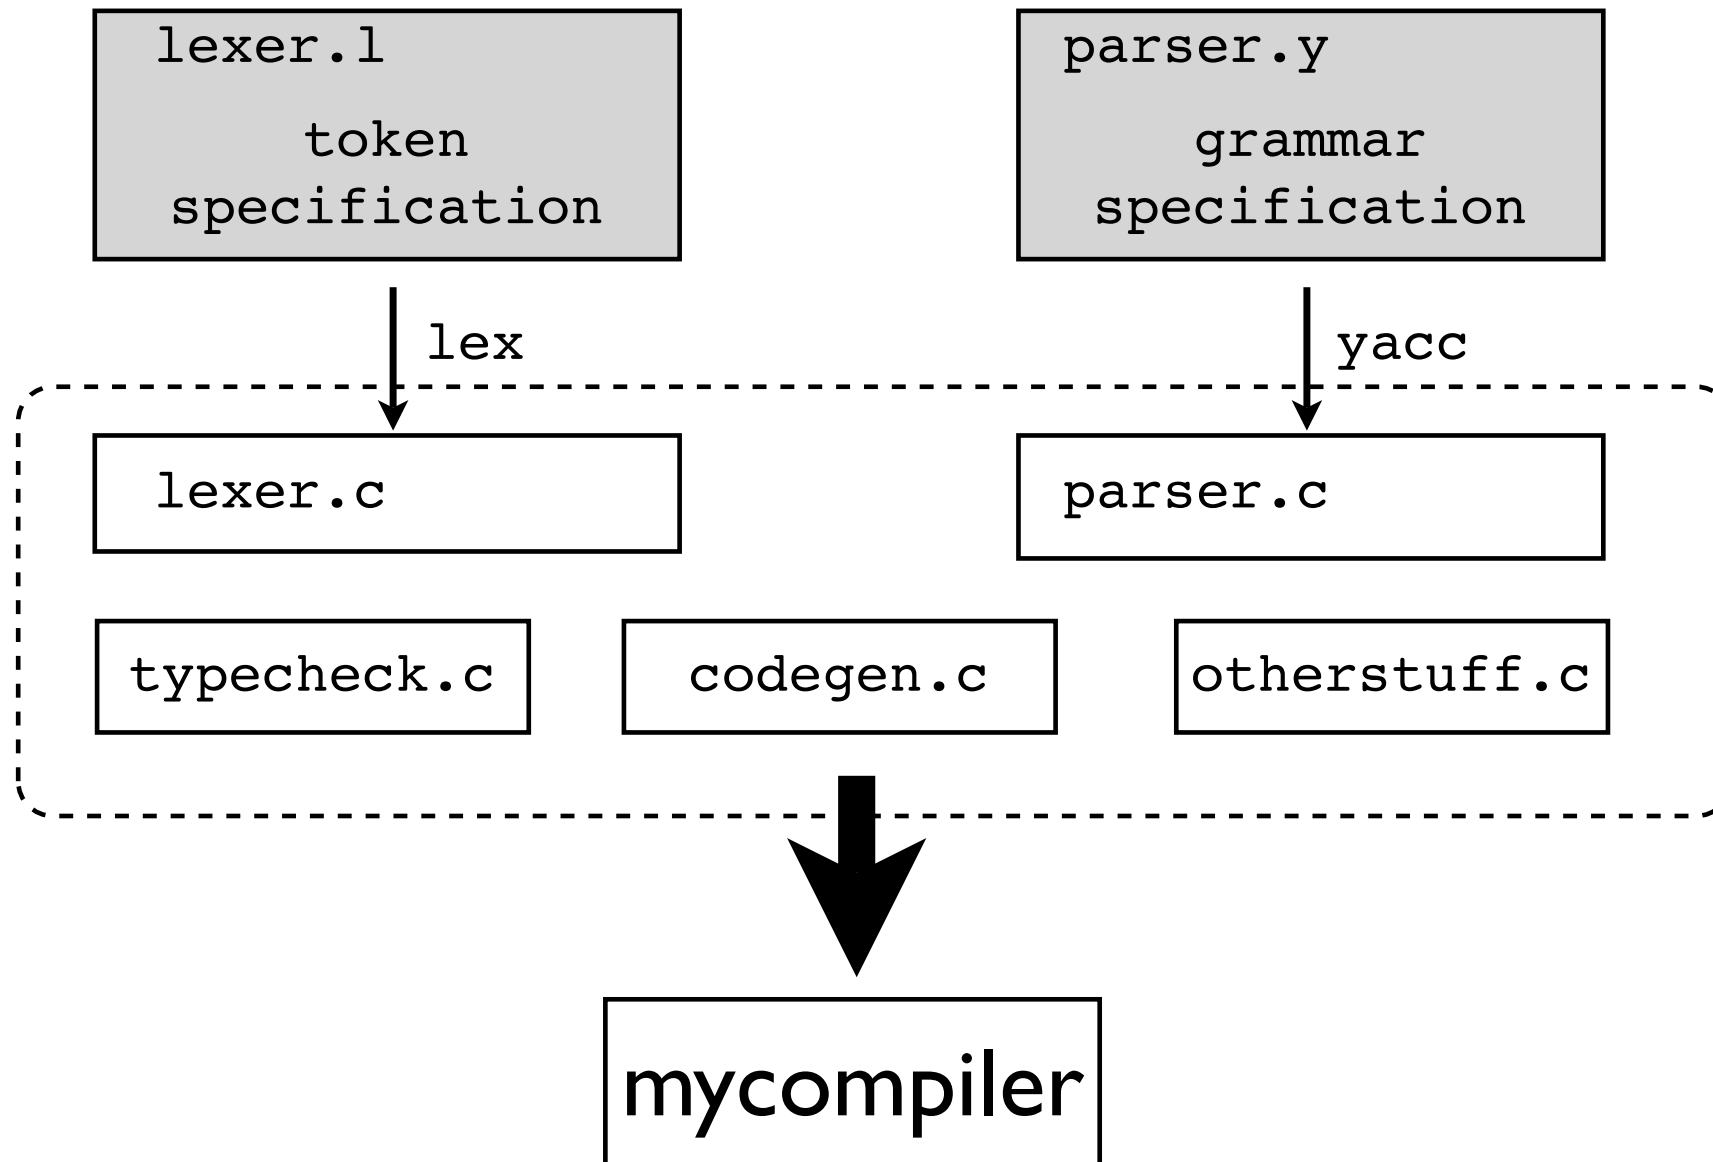 lexer.l
token
specification
parser.y
grammar
specification
lex
yacc
lexer.c
parser.c
typecheck.c
codegen.c
otherstuff.c
mycompiler